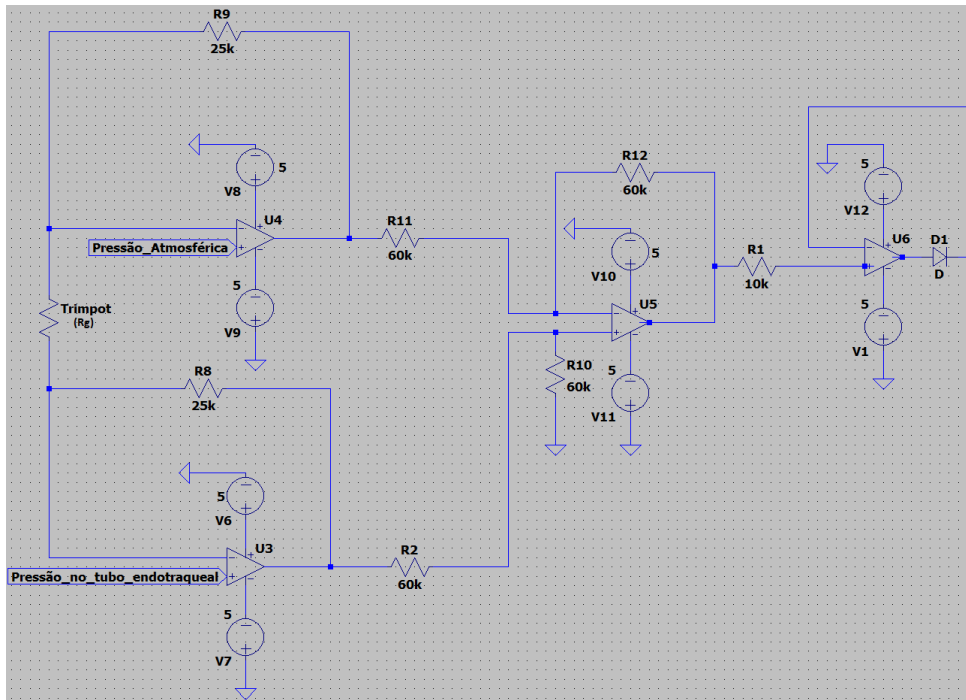 R9
25k
5
V8
U4
Pressão_Atmosférica
5
V9
R11
60k
R12
60k
5
V10
U5
R10
60k
5
V11
R1
10k
5
V12
U6
D1
D
5
V1
Trimpot
(Rg)
R8
25k
5
V6
U3
Pressão_no_tubo_endotraqueal
5
V7
R2
60k